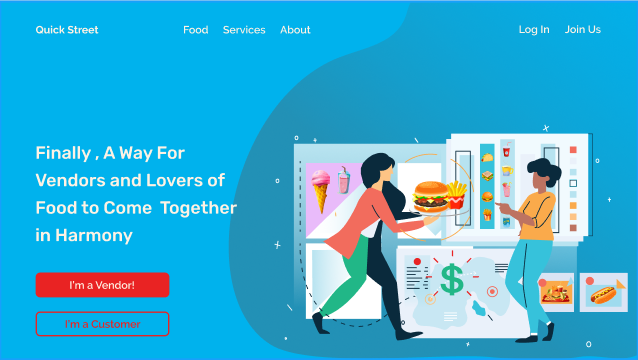 Quick Street Food Services About Log In Join Us
Finally , A Way For
Vendors and Lovers of
Food to Come Together
in Harmony
I'm a Vendor!
I'm a Customer
$